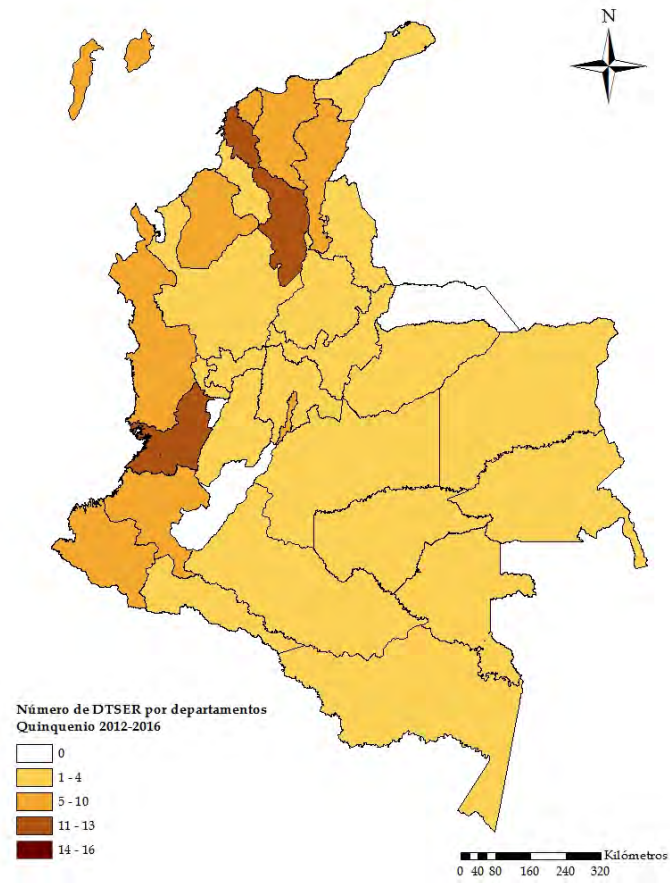 N
Número de DTSER por departamentos
Quinquenio 2012-2016
0
1 - 4
5 - 10
11 - 13
14 - 16
Kilómetros
0 40 80 160 240 320